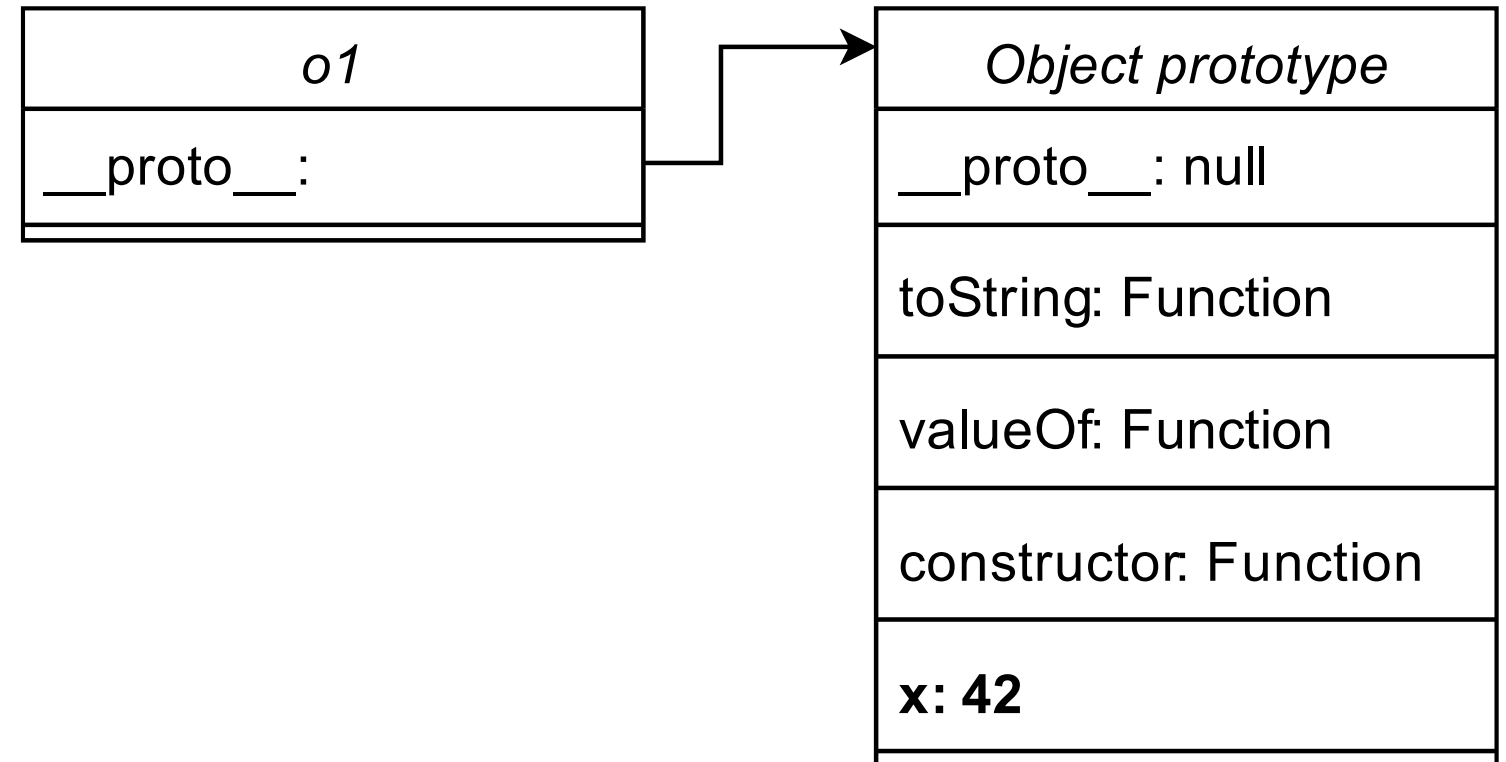 o1
__proto__:
Object prototype
__proto__: null
toString: Function
valueOf: Function
constructor: Function
x: 42